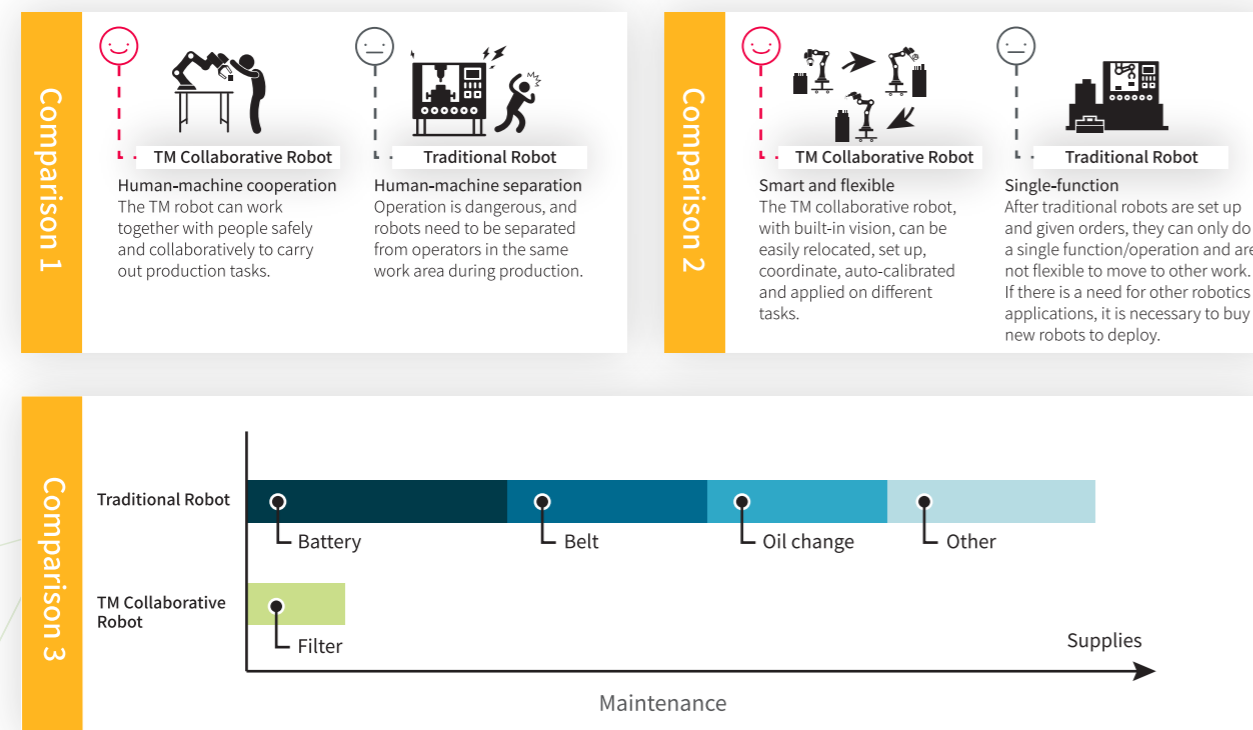 Comparison 1
TM Collaborative Robot
Human-machine cooperation
The TM robot can work
together with people safely
and collaboratively to carry
out production tasks.
Traditional Robot
Human-machine separation
Operation is dangerous, and
robots need to be separated
from operators in the same
work area during production.
Comparison 2
TM Collaborative Robot
Smart and flexible
The TM collaborative robot,
with built-in vision, can be
easily relocated, set up,
coordinate, auto-calibrated
and applied on different
tasks.
Traditional Robot
Single-function
After traditional robots are set up
and given orders, they can only do
a single function/operation and are
not flexible to move to other work.
If there is a need for other robotics
applications, it is necessary to buy
new robots to deploy.
Comparison 3
Traditional Robot
Battery
Belt
Oil change
Other
TM Collaborative
Robot
Filter
Supplies
Maintenance